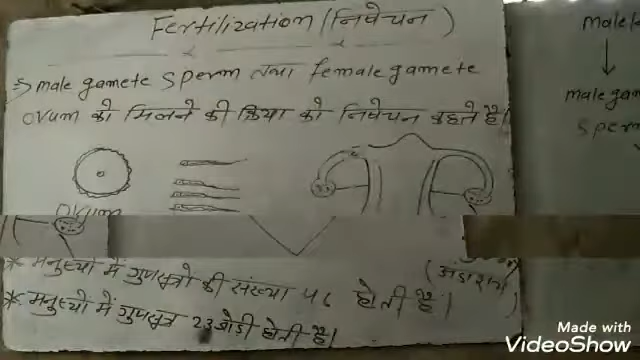 Fertilization (निषेचन)
⇒ male gamete sperm तथा female gamete
ovum को मिलने की क्रिया को निषेचन कहते है।
ovum
(अंडाशय)
* मनुष्यो में गुणसूत्रो की संख्या 46 होती है।
* मनुष्यो में गुणसूत्र 23 जोड़ी होती है।
male
male gam
sperm
Made with
VideoShow